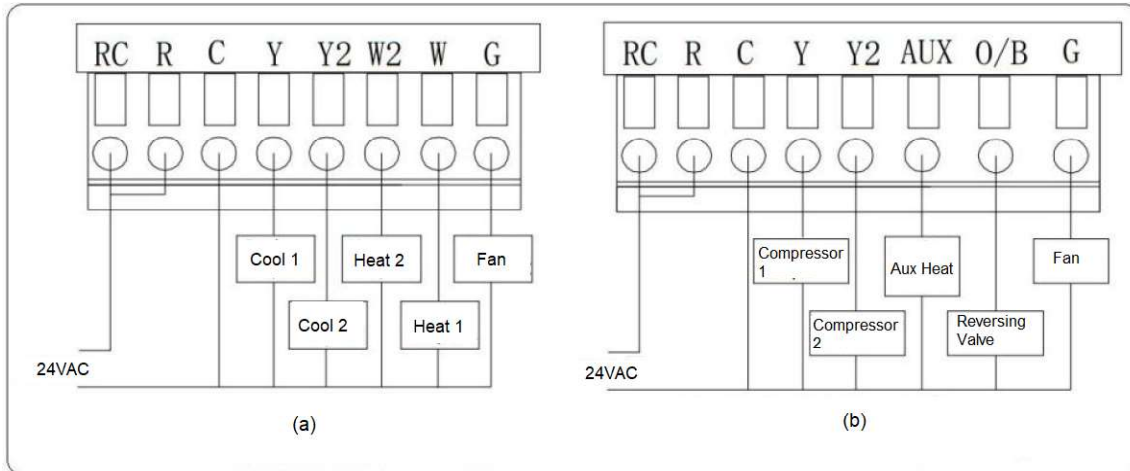 RC R C Y Y2 W2 W G
Cool 1 Heat 2 Fan
Cool 2 Heat 1
24VAC
(a)
RC R C Y Y2 AUX O/B G
Compressor
1
Aux Heat
Fan
Compressor
2
Reversing
Valve
24VAC
(b)